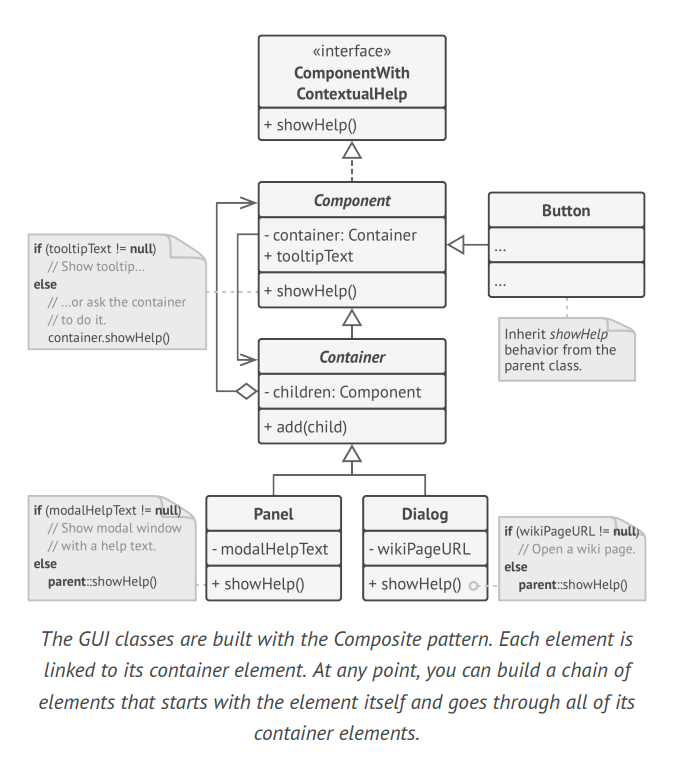 «interface»
ComponentWith
ContextualHelp
+ showHelp()
Component
- container: Container
+ tooltipText
+ showHelp()
Button
...
...
if (tooltipText != null)
// Show tooltip...
else
// ...or ask the container
// to do it.
container.showHelp()
Inherit showHelp
behavior from the
parent class.
Container
- children: Component
+ add(child)
if (modalHelpText != null)
// Show modal window
// with a help text.
else
parent::showHelp()
Panel
- modalHelpText
+ showHelp()
Dialog
- wikiPageURL
+ showHelp()
if (wikiPageURL != null)
// Open a wiki page.
else
parent::showHelp()
The GUI classes are built with the Composite pattern. Each element is
linked to its container element. At any point, you can build a chain of
elements that starts with the element itself and goes through all of its
container elements.